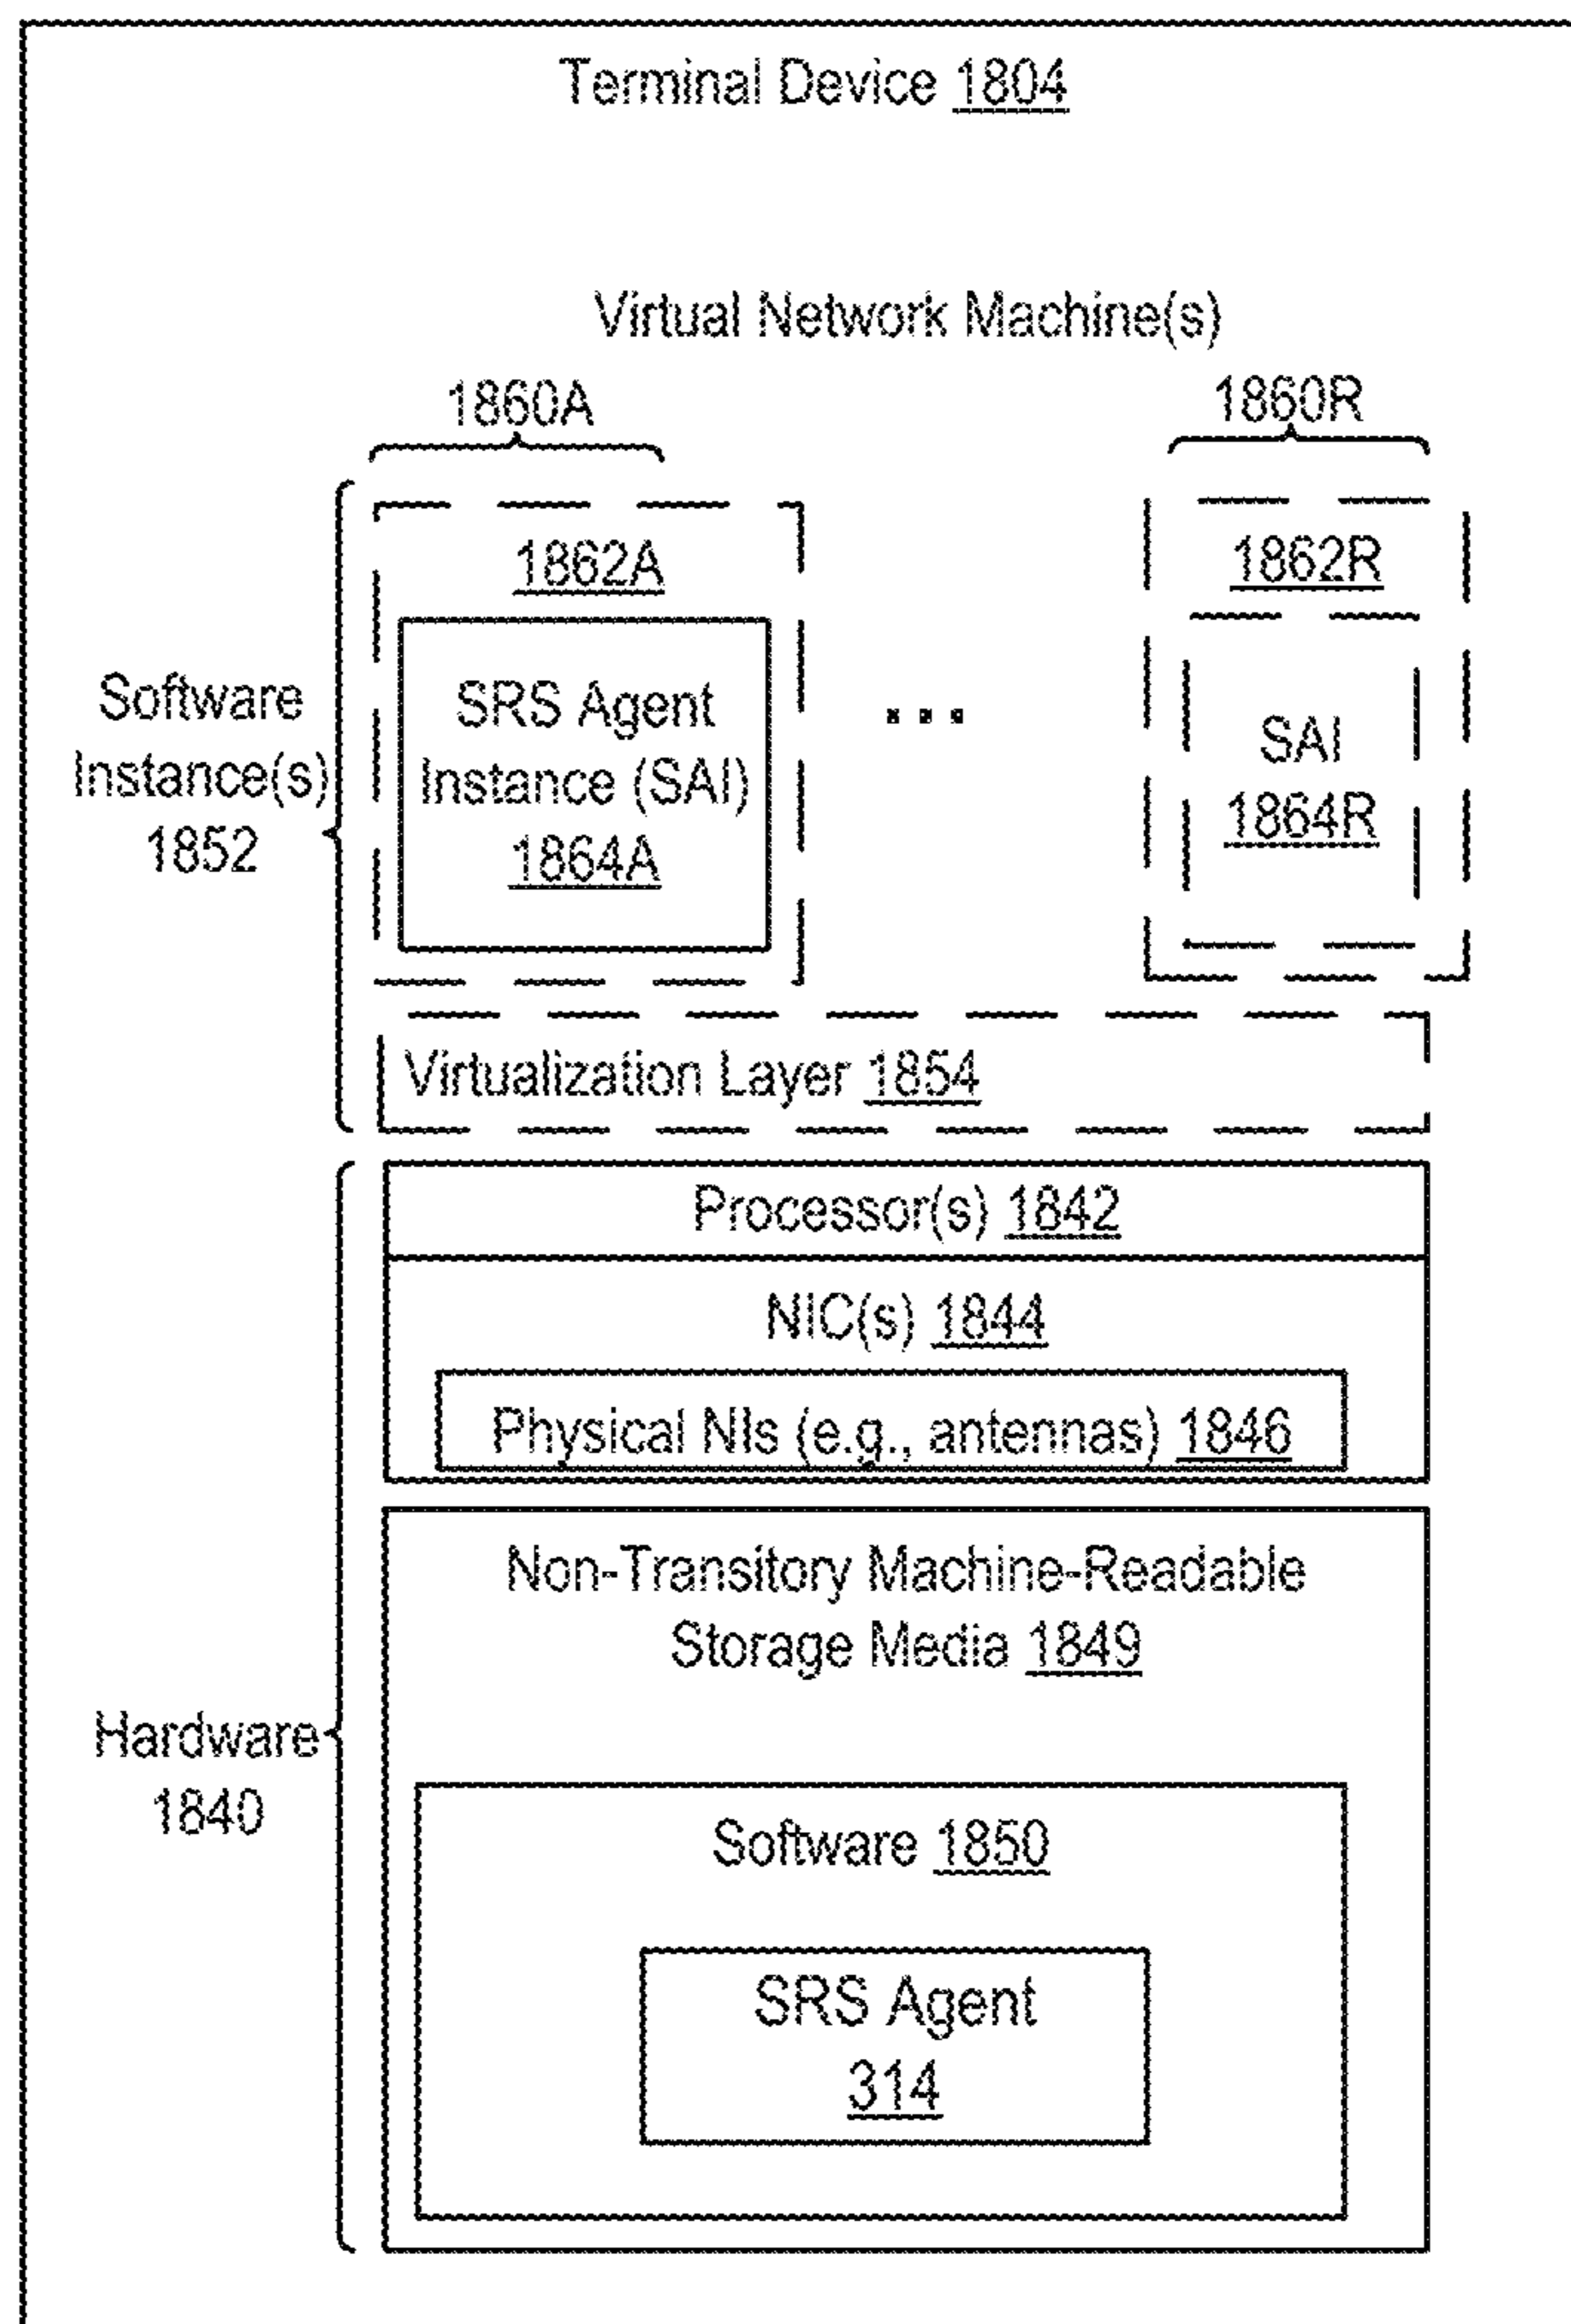 Terminal Device 1804
Virtual Network Machine(s)
1860A
1860R
1862A
1862R
Software
Instance(s)
1852
SRS Agent
Instance (SAI)
1864A
...
SAI
1864R
Virtualization Layer 1854
Processor(s) 1842
NIC(s) 1844
Physical NIs (e.g., antennas) 1846
Non-Transitory Machine-Readable
Storage Media 1849
Hardware
1840
Software 1850
SRS Agent
314